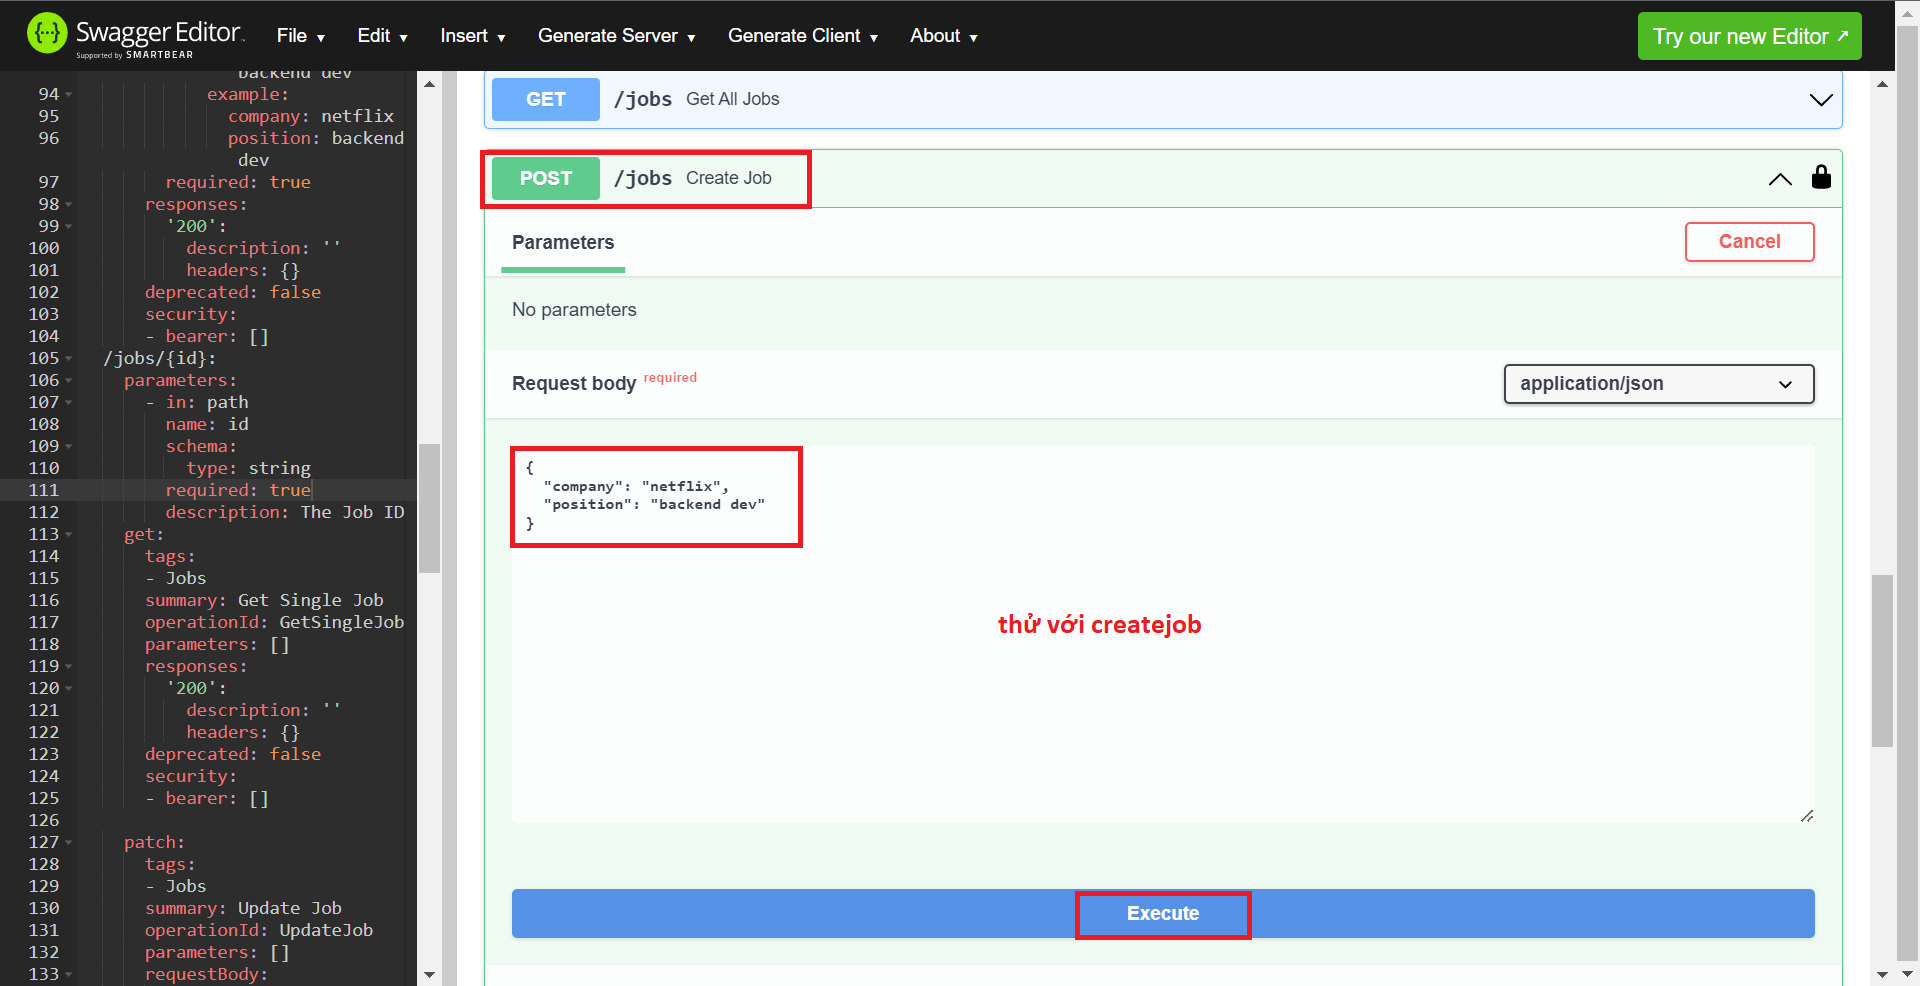 Swagger Editor
Supported by SMARTBEAR
File
Edit
Insert
Generate Server
Generate Client
About
Try our new Editor ↗
backend dev
94 example:
95 company: netflix
96 position: backend
dev
97 required: true
98 responses:
99 '200':
100 description: ''
101 headers: {}
102 deprecated: false
103 security:
104 - bearer: []
105 /jobs/{id}:
106 parameters:
107 - in: path
108 name: id
109 schema:
110 type: string
111 required: true
112 description: The Job ID
113 get:
114 tags:
115 - Jobs
116 summary: Get Single Job
117 operationId: GetSingleJob
118 parameters: []
119 responses:
120 '200':
121 description: ''
122 headers: {}
123 deprecated: false
124 security:
125 - bearer: []
126
127 patch:
128 tags:
129 - Jobs
130 summary: Update Job
131 operationId: UpdateJob
132 parameters: []
133 requestBody:
GET /jobs Get All Jobs
POST /jobs Create Job
Parameters
Cancel
No parameters
Request body required
application/json
{
"company": "netflix",
"position": "backend dev"
}
thử với createjob
Execute